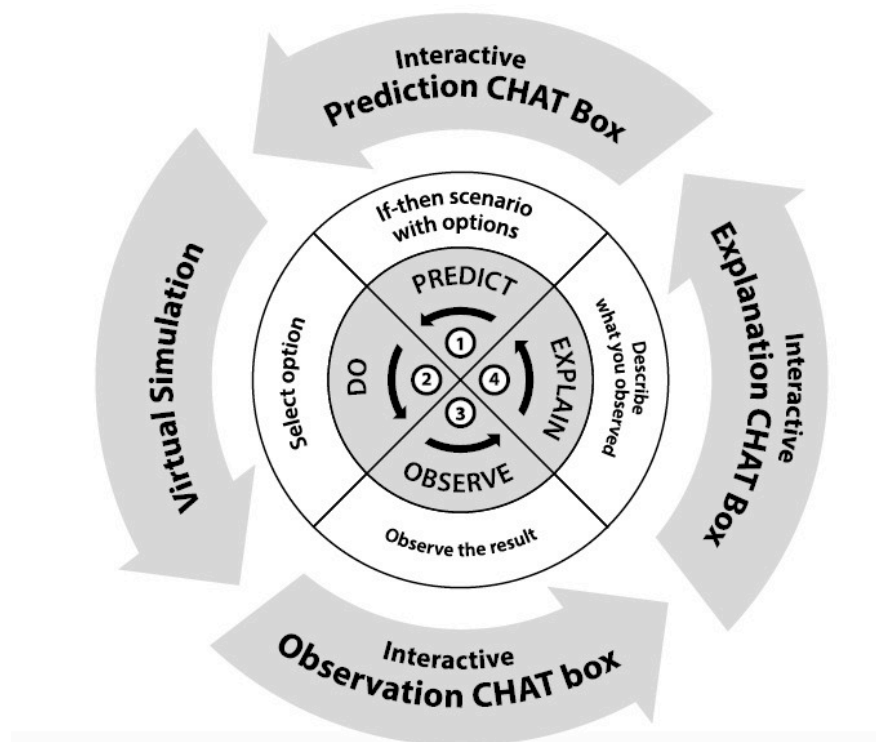 Interactive
Prediction CHAT Box
If-then scenario
with options
PREDICT
1
Virtual Simulation
Select option
DO
2
3
OBSERVE
Observe the result
Interactive
Observation CHAT box
4
EXPLAIN
Describe
what you observed
Interactive
Explanation CHAT Box